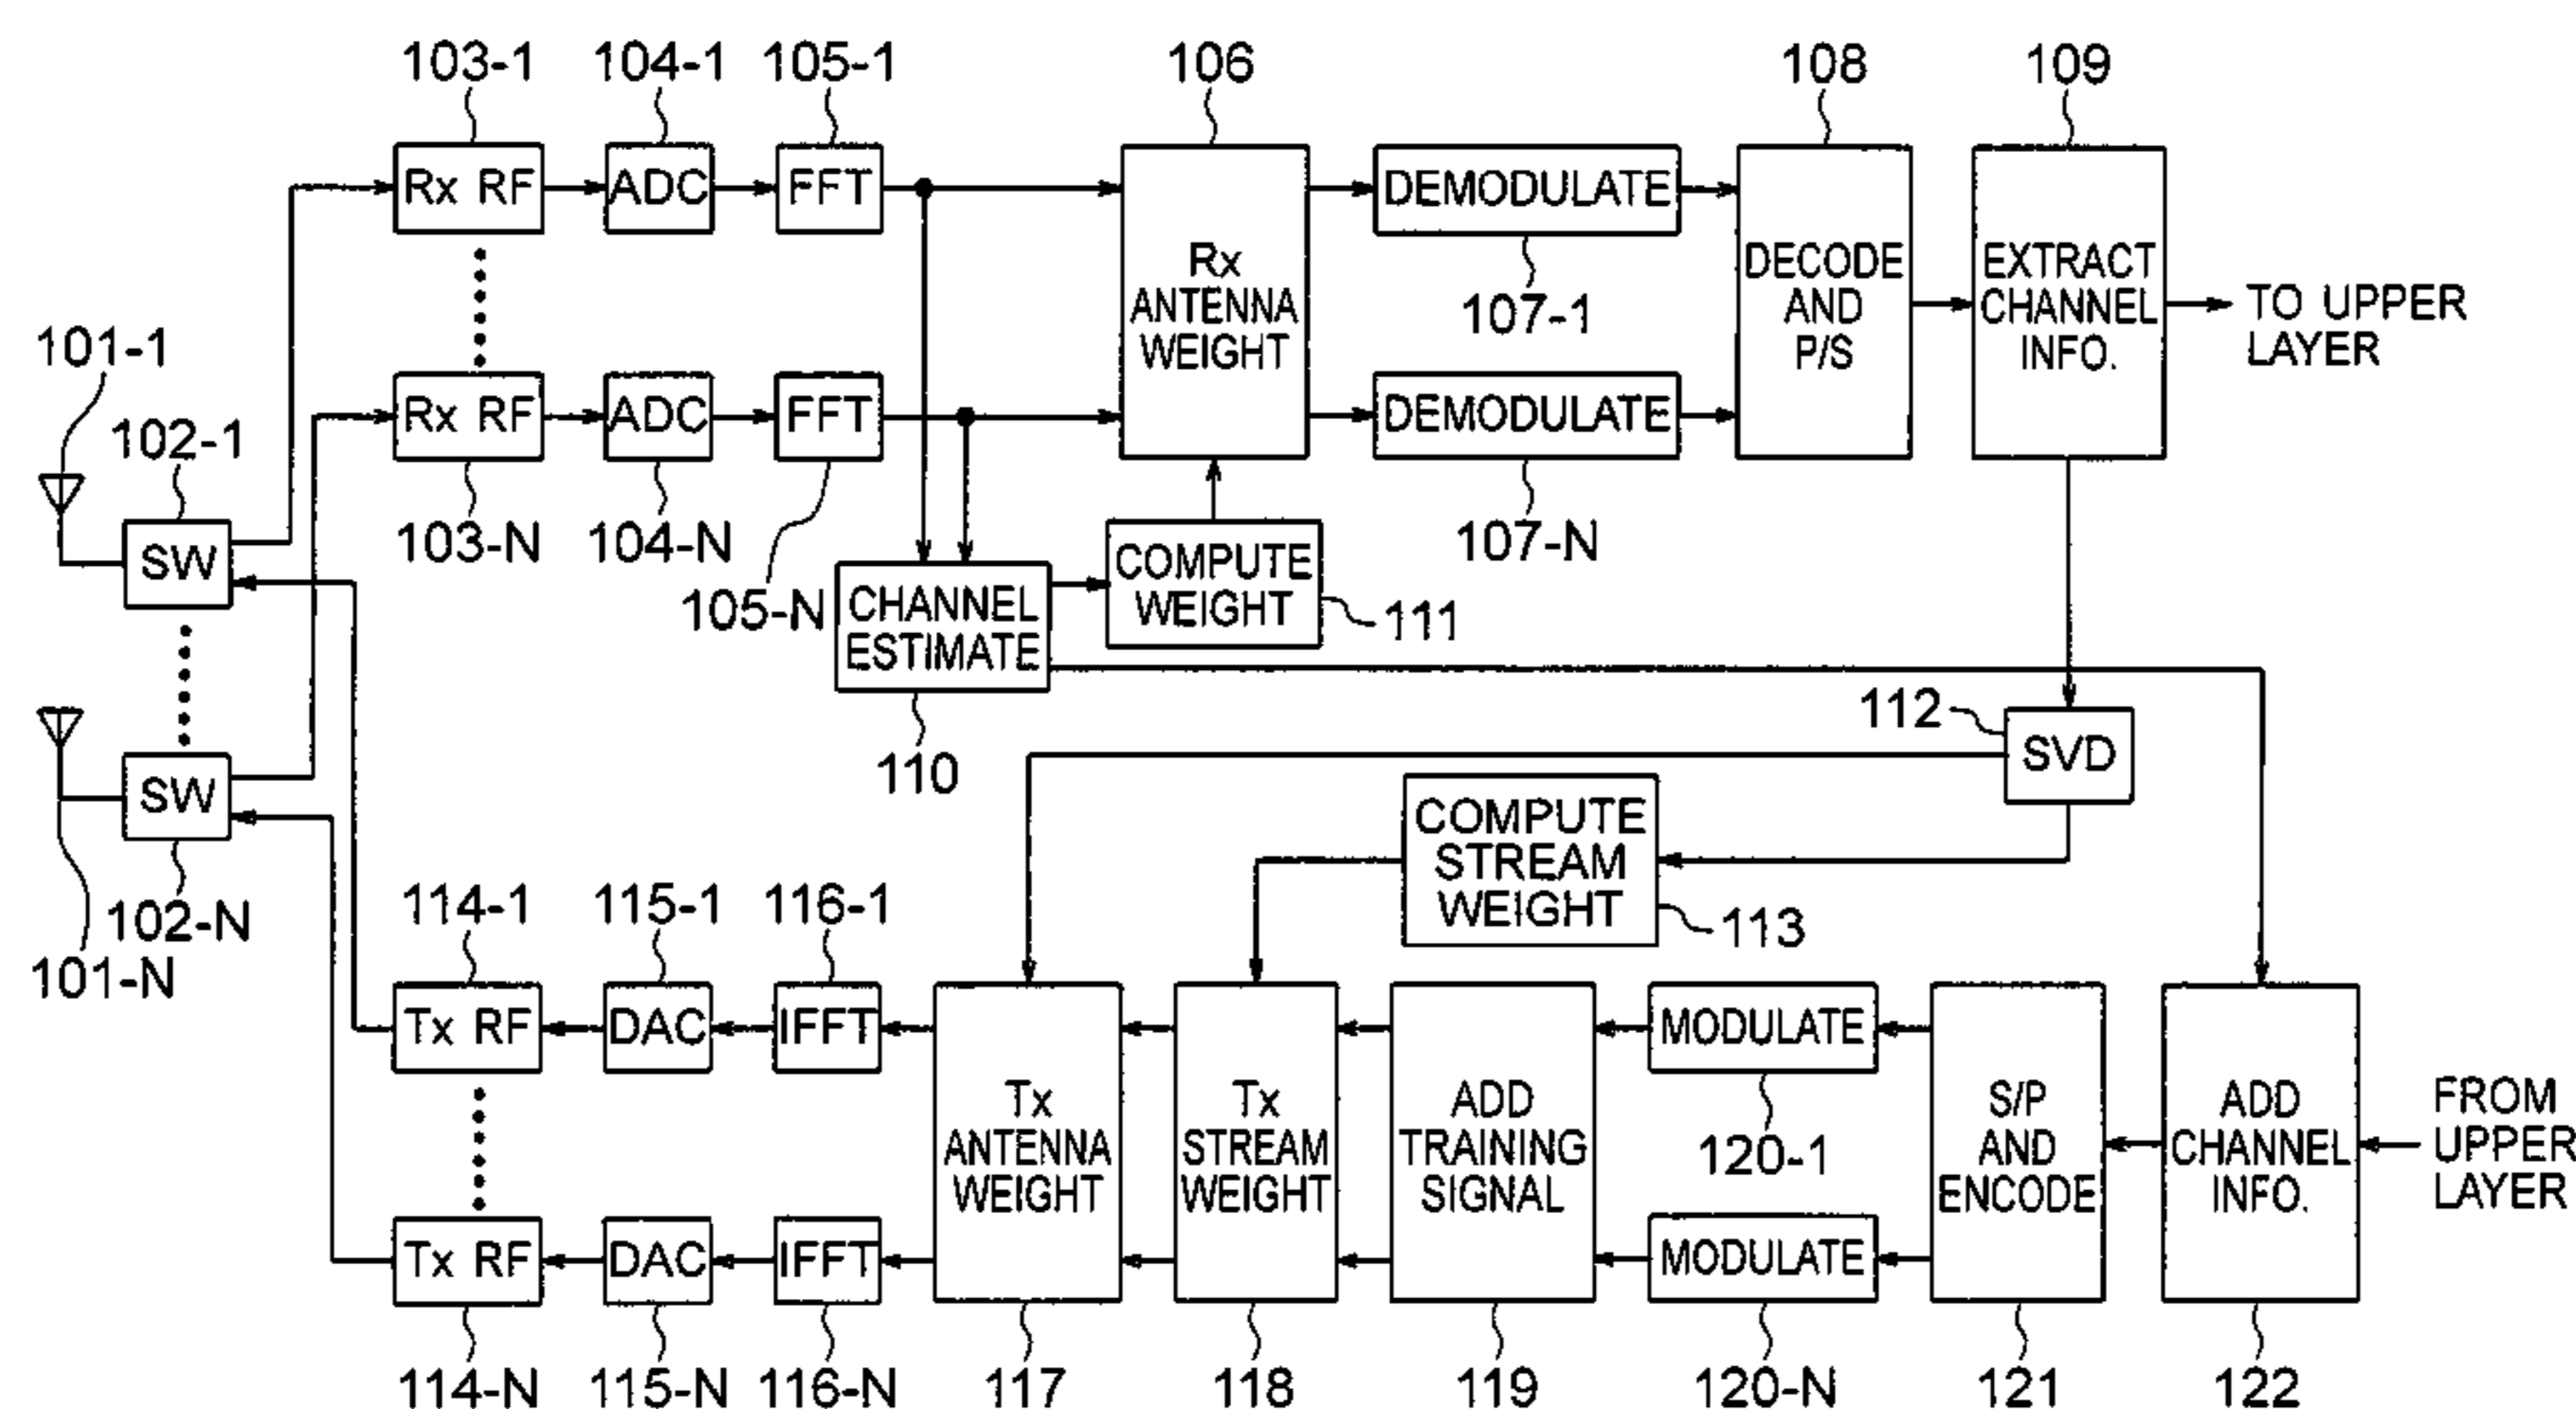 103-1 104-1 105-1 106 108 109
Rx RF ADC FFT DEMODULATE
107-1
Rx
ANTENNA
WEIGHT
DECODE
AND
P/S
EXTRACT
CHANNEL
INFO.
TO UPPER
LAYER
101-1
102-1
Rx RF ADC FFT DEMODULATE
103-N 104-N 105-N 107-N
SW
CHANNEL
ESTIMATE
110
COMPUTE
WEIGHT
111
112
SVD
SW
102-N
101-N
COMPUTE
STREAM
WEIGHT
113
114-1 115-1 116-1
Tx RF DAC IFFT
Tx
ANTENNA
WEIGHT
Tx
STREAM
WEIGHT
ADD
TRAINING
SIGNAL
MODULATE
120-1
MODULATE
S/P
AND
ENCODE
ADD
CHANNEL
INFO.
FROM
UPPER
LAYER
Tx RF DAC IFFT
114-N 115-N 116-N 117 118 119 120-N 121 122